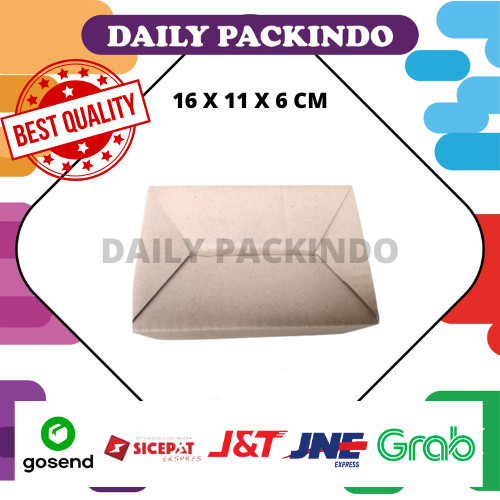 DAILY PACKINDO
16 X 11 X 6 CM
BEST QUALITY
DAILY PACKINDO
gosend
SICEPAT
EKSPRES
J&T
JNE
EXPRESS
Grab